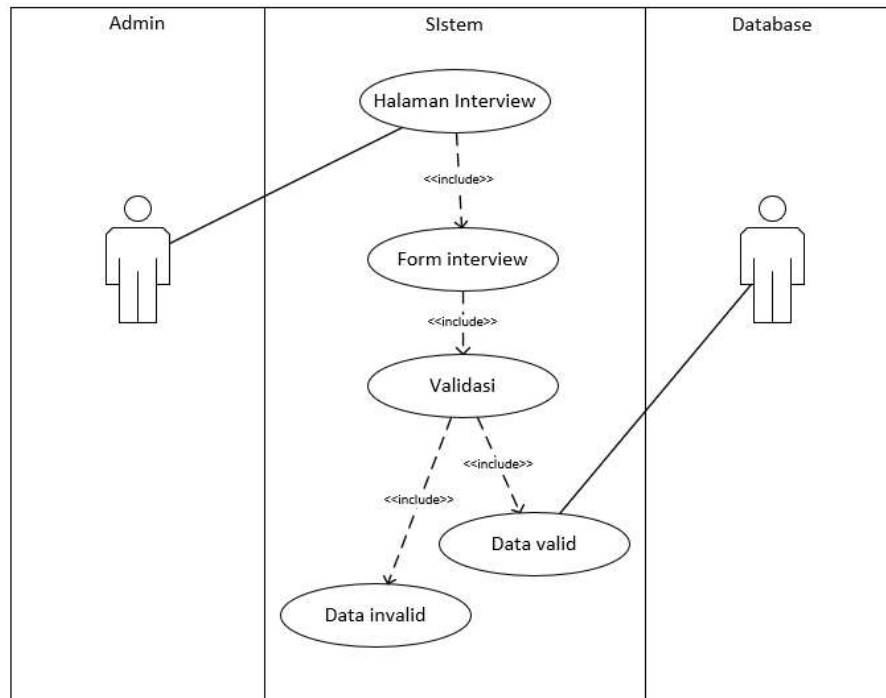 Admin
SIstem
Database
Halaman Interview
<<include>>
Form interview
<<include>>
Validasi
<<include>>
<<include>>
Data valid
Data invalid